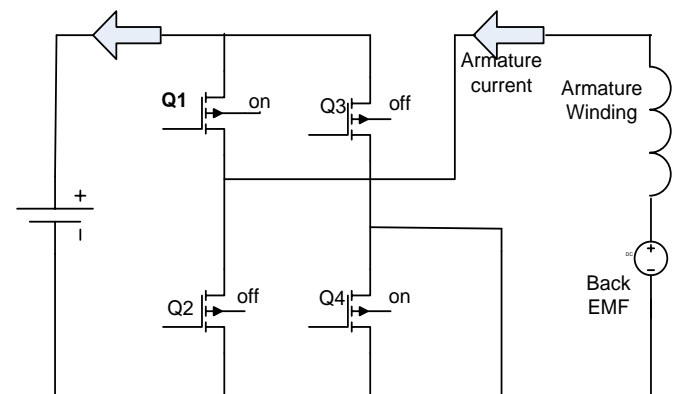 Armature
current
Armature
Winding
Q1
on
Q3
off
+
-
DC
+
-
Back
EMF
Q2
off
Q4
on